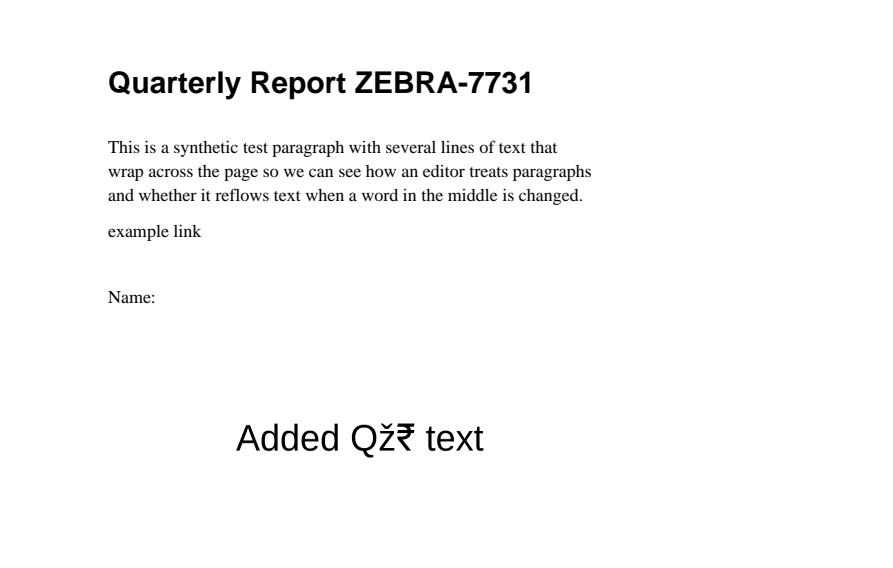 Quarterly Report ZEBRA-7731
This is a synthetic test paragraph with several lines of text that
wrap across the page so we can see how an editor treats paragraphs
and whether it reflows text when a word in the middle is changed.
example link
Name:
Added Qž₹ text